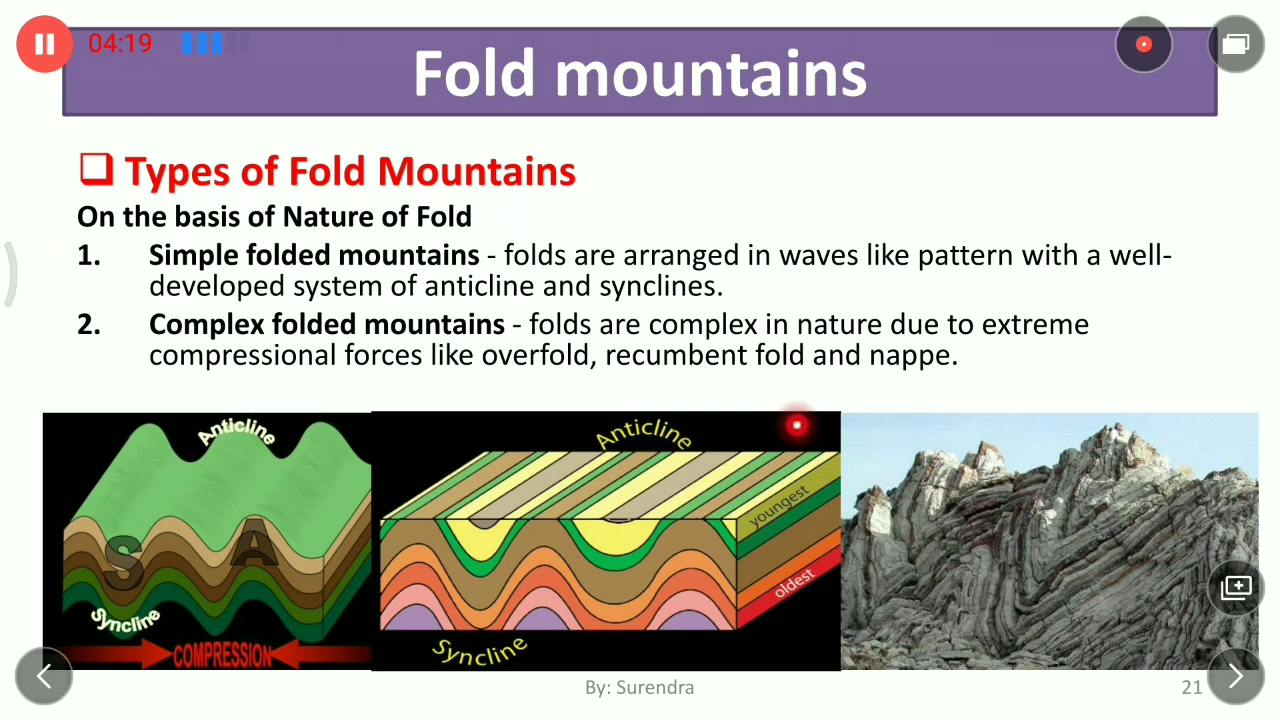 04:19
Fold mountains
❑ Types of Fold Mountains
On the basis of Nature of Fold
1. Simple folded mountains - folds are arranged in waves like pattern with a well-
developed system of anticline and synclines.
2. Complex folded mountains - folds are complex in nature due to extreme
compressional forces like overfold, recumbent fold and nappe.
Anticline
S A
Syncline
COMPRESSION
Anticline
youngest
oldest
Syncline
By: Surendra
21